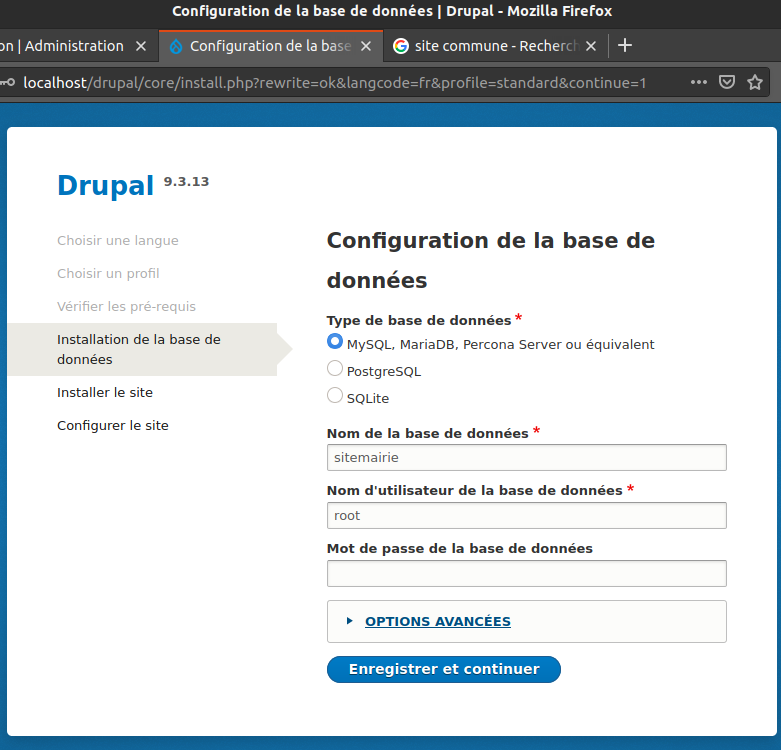 Configuration de la base de données | Drupal - Mozilla Firefox
on | Administration
Configuration de la base
site commune - Recherch
localhost/drupal/core/install.php?rewrite=ok&langcode=fr&profile=standard&continue=1
Drupal 9.3.13
Choisir une langue
Choisir un profil
Vérifier les pré-requis
Installation de la base de
données
Installer le site
Configurer le site
Configuration de la base de
données
Type de base de données *
MySQL, MariaDB, Percona Server ou équivalent
PostgreSQL
SQLite
Nom de la base de données *
sitemairie
Nom d'utilisateur de la base de données *
root
Mot de passe de la base de données
OPTIONS AVANCÉES
Enregistrer et continuer